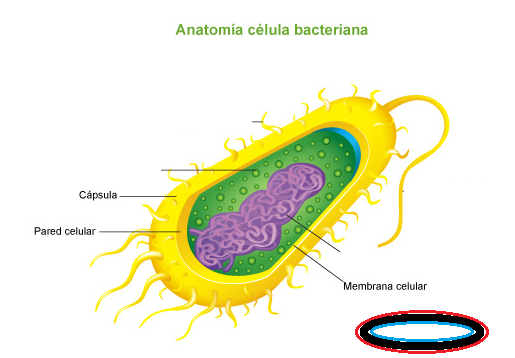 Anatomía célula bacteriana
Cápsula
Pared celular
Membrana celular